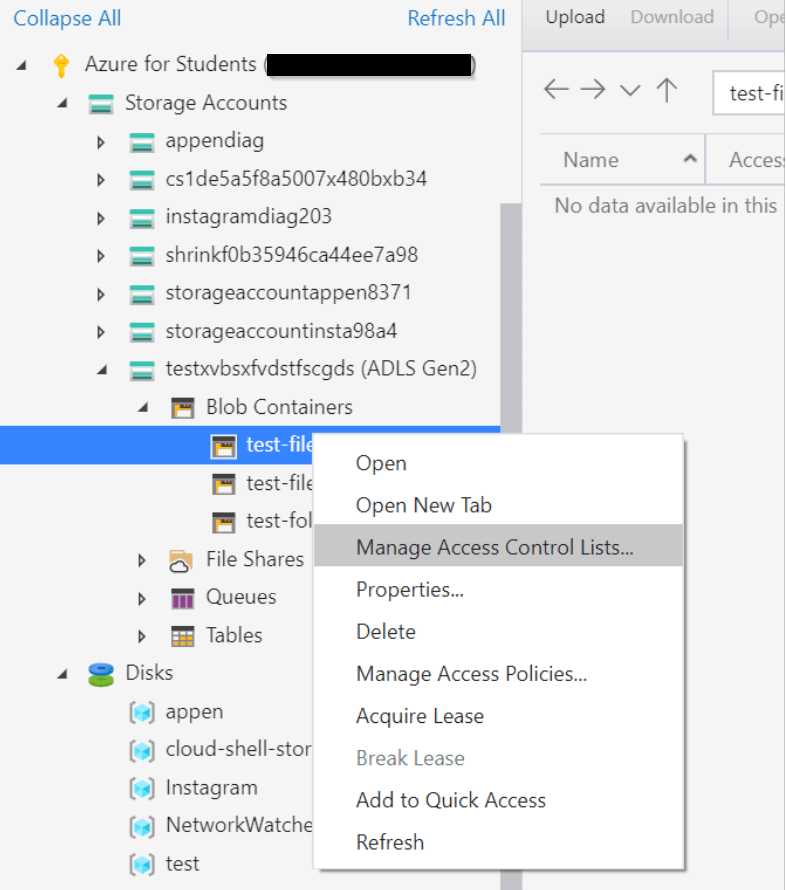 Collapse All
Refresh All
Azure for Students (
)
Storage Accounts
appendiag
cs1de5a5f8a5007x480bxb34
instagramdiag203
shrinkf0b35946ca44ee7a98
storageaccountappen8371
storageaccountinsta98a4
testxvbsxfvdstfscgds (ADLS Gen2)
Blob Containers
test-file
test-file
test-fol
File Shares
Queues
Tables
Disks
appen
cloud-shell-stor
Instagram
NetworkWatche
test
Open
Open New Tab
Manage Access Control Lists...
Properties...
Delete
Manage Access Policies...
Acquire Lease
Break Lease
Add to Quick Access
Refresh
Upload
Download
Ope
test-fi
Name
Access
No data available in this